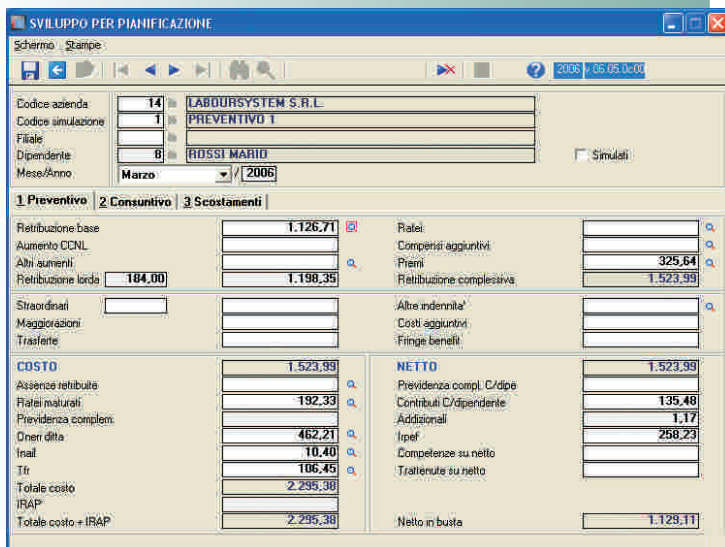 SVILUPPO PER PIANIFICAZIONE
Schermo Stampe
2006 v.06.05.0c00
Codice azienda 14 LABOURSYSTEM S.R.L.
Codice simulazione 1 PREVENTIVO 1
Filiale
Dipendente 8 ROSSI MARIO Simulati
Mese/Anno Marzo / 2006
1 Preventivo 2 Consuntivo 3 Scostamenti
Retribuzione base 1.126,71 Ratei
Aumento CCNL Compensi aggiuntivi
Altri aumenti Premi 325,64
Retribuzione lorda 184,00 1.198,35 Retribuzione complessiva 1.523,99
Straordinari Altre indennita'
Maggiorazioni Costi aggiuntivi
Trasferte Fringe benefit
COSTO 1.523,99 NETTO 1.523,99
Assenze retribuite Previdenza compl. C/dipe
Ratei maturati 192,33 Contributi C/dipendente 135,48
Previdenza complem. Addizionali 1,17
Oneri ditta 462,21 Irpef 258,23
Inail 10,40 Competenze su netto
Tfr 106,45 Trattenute su netto
Totale costo 2.295,38
IRAP
Totale costo + IRAP 2.295,38 Netto in busta 1.129,11